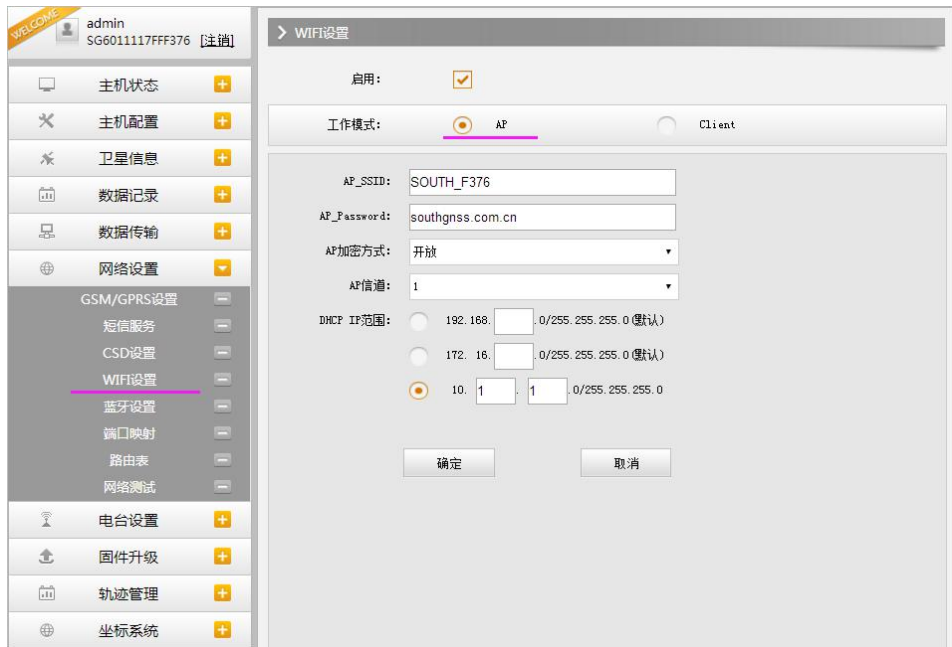 WELCOME
admin
SG6011117FFF376 [注销]
主机状态
主机配置
卫星信息
数据记录
数据传输
网络设置
GSM/GPRS设置
短信服务
CSD设置
WIFI设置
蓝牙设置
端口映射
路由表
网络测试
电台设置
固件升级
轨迹管理
坐标系统
WIFI设置
启用:
工作模式: AP Client
AP_SSID: SOUTH_F376
AP_Password: southgnss.com.cn
AP加密方式: 开放
AP信道: 1
DHCP IP范围: 192.168. .0/255.255.255.0(默认)
172. 16. .0/255.255.255.0(默认)
10. 1 . 1 .0/255.255.255.0
确定 取消